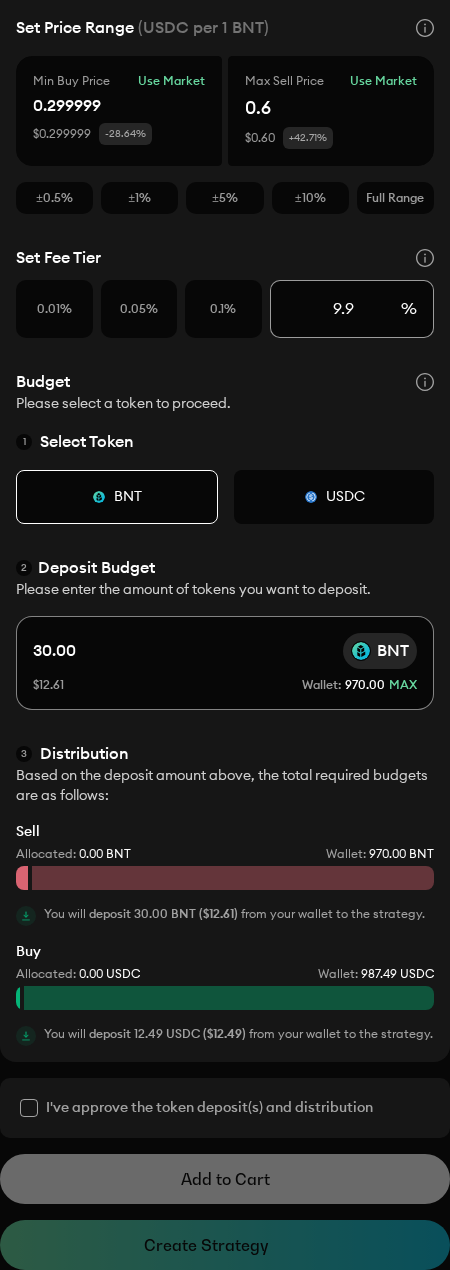 Set Price Range (USDC per 1 BNT)
Min Buy Price Use Market
0.299999
$0.299999 -28.64%
Max Sell Price Use Market
0.6
$0.60 +42.71%
±0.5% ±1% ±5% ±10% Full Range
Set Fee Tier
0.01% 0.05% 0.1% 9.9 %
Budget
Please select a token to proceed.
1 Select Token
BNT USDC
2 Deposit Budget
Please enter the amount of tokens you want to deposit.
30.00 BNT
$12.61 Wallet: 970.00 MAX
3 Distribution
Based on the deposit amount above, the total required budgets
are as follows:
Sell
Allocated: 0.00 BNT Wallet: 970.00 BNT
You will deposit 30.00 BNT ($12.61) from your wallet to the strategy.
Buy
Allocated: 0.00 USDC Wallet: 987.49 USDC
You will deposit 12.49 USDC ($12.49) from your wallet to the strategy.
I've approve the token deposit(s) and distribution
Add to Cart
Create Strategy